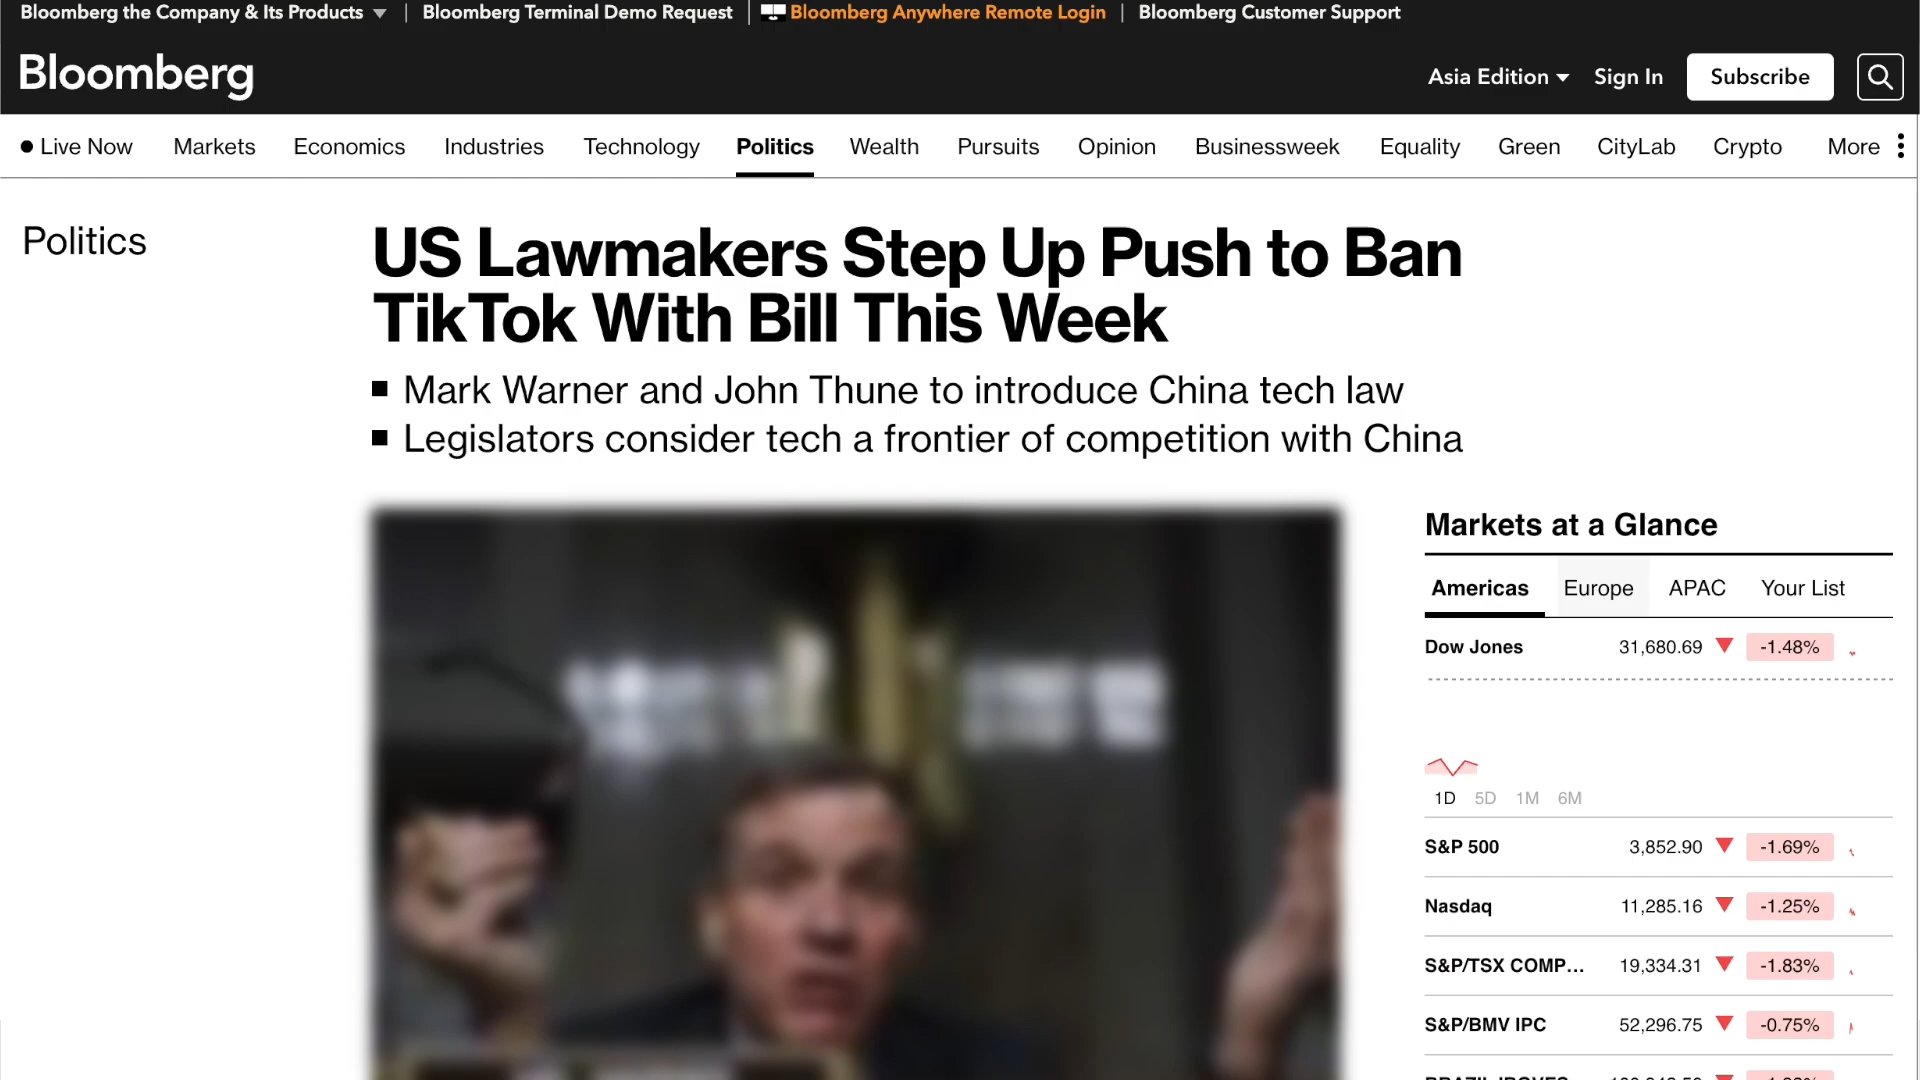 Bloomberg the Company & Its Products
Bloomberg Terminal Demo Request
Bloomberg Anywhere Remote Login
Bloomberg Customer Support
Bloomberg
Asia Edition
Sign In
Subscribe
Live Now
Markets
Economics
Industries
Technology
Politics
Wealth
Pursuits
Opinion
Businessweek
Equality
Green
CityLab
Crypto
More
Politics
US Lawmakers Step Up Push to Ban
TikTok With Bill This Week
Mark Warner and John Thune to introduce China tech law
Legislators consider tech a frontier of competition with China
Markets at a Glance
Americas Europe APAC Your List
Dow Jones 31,680.69 -1.48%
1D 5D 1M 6M
S&P 500 3,852.90 -1.69%
Nasdaq 11,285.16 -1.25%
S&P/TSX COMP... 19,334.31 -1.83%
S&P/BMV IPC 52,296.75 -0.75%